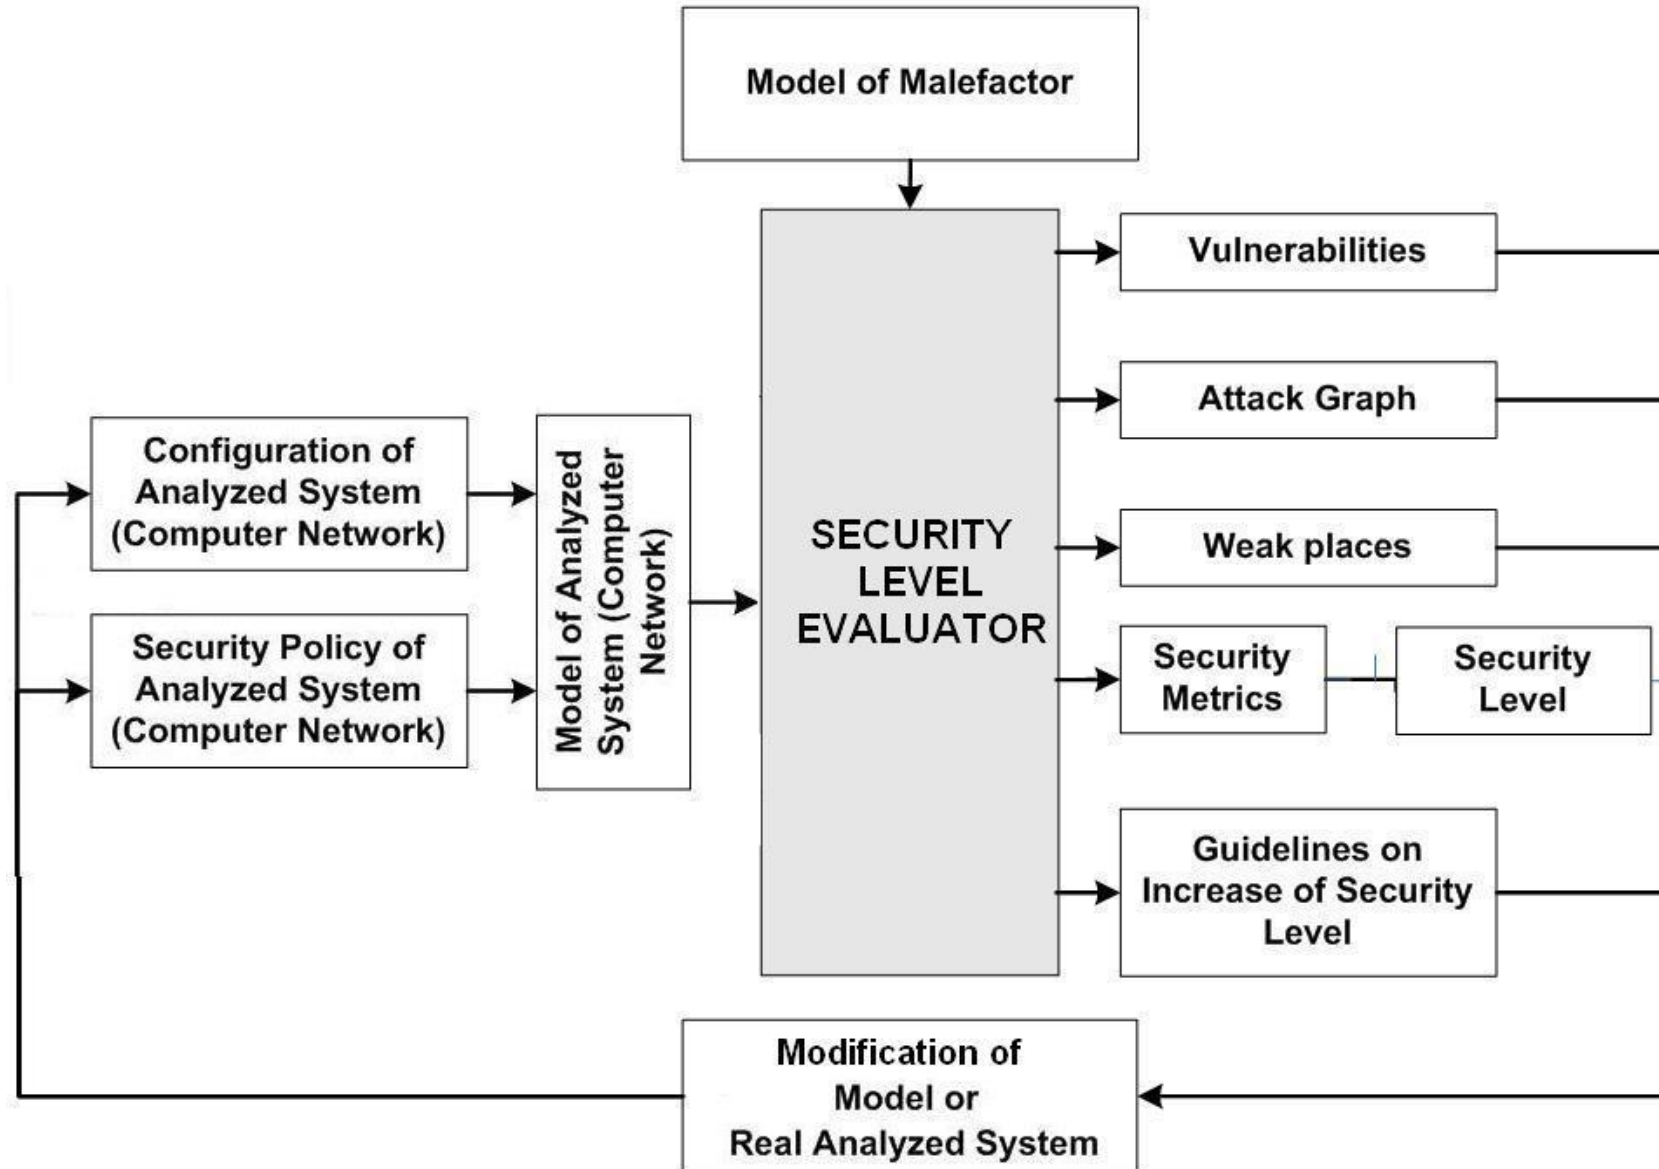 Model of Malefactor
Vulnerabilities
Attack Graph
Configuration of
Analyzed System
(Computer Network)
Security Policy of
Analyzed System
(Computer Network)
Model of Analyzed
System (Computer
Network)
SECURITY
LEVEL
EVALUATOR
Weak places
Security
Metrics
Security
Level
Guidelines on
Increase of Security
Level
Modification of
Model or
Real Analyzed System